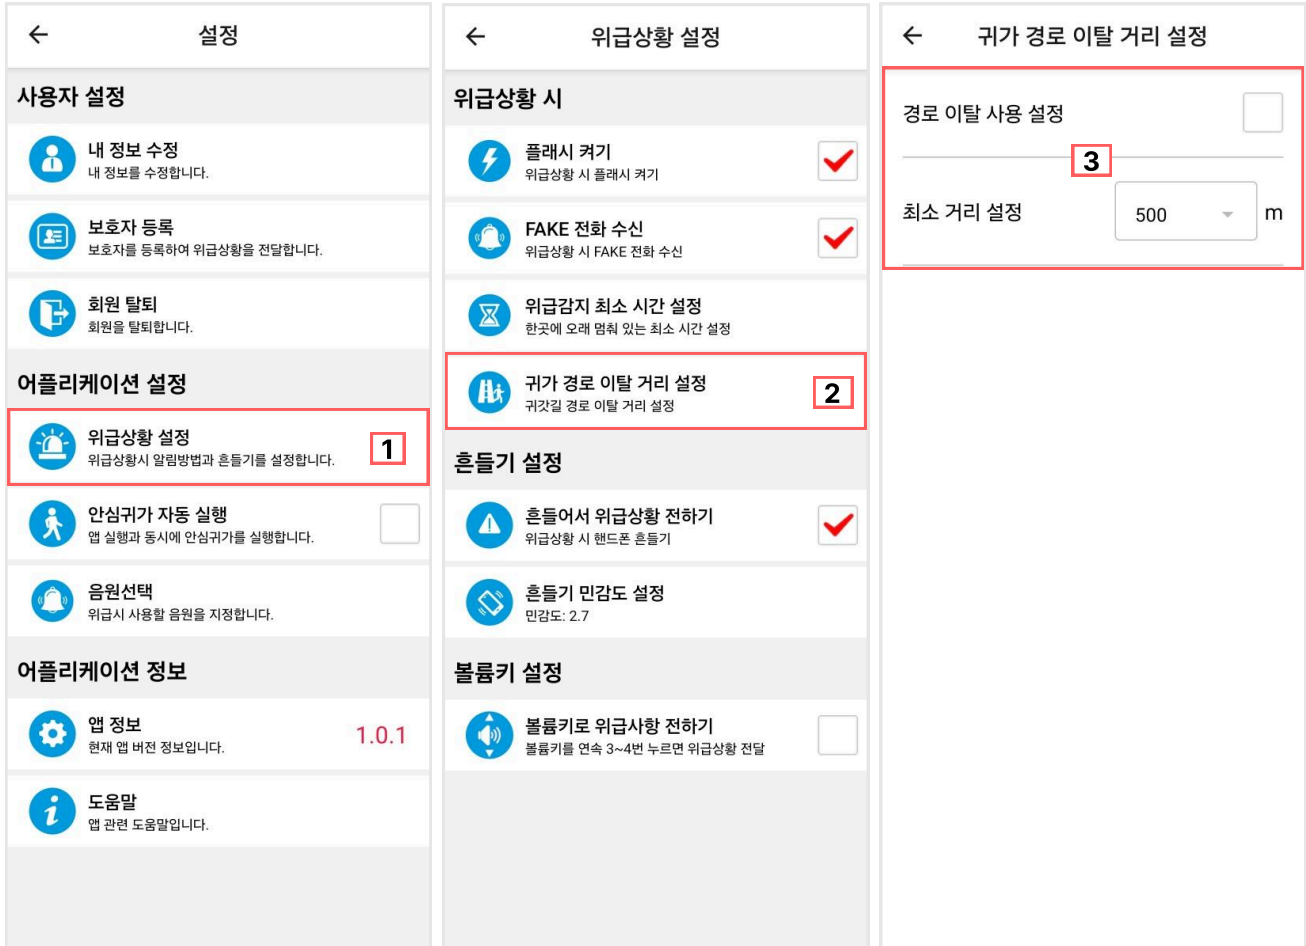 설정
사용자 설정
내 정보 수정
내 정보를 수정합니다.
보호자 등록
보호자를 등록하여 위급상황을 전달합니다.
회원 탈퇴
회원을 탈퇴합니다.
어플리케이션 설정
위급상황 설정
위급상황시 알림방법과 흔들기를 설정합니다.
1
안심귀가 자동 실행
앱 실행과 동시에 안심귀가를 실행합니다.
음원선택
위급시 사용할 음원을 지정합니다.
어플리케이션 정보
앱 정보
현재 앱 버전 정보입니다.
1.0.1
도움말
앱 관련 도움말입니다.
위급상황 설정
위급상황 시
플래시 켜기
위급상황 시 플래시 켜기
FAKE 전화 수신
위급상황 시 FAKE 전화 수신
위급감지 최소 시간 설정
한곳에 오래 멈춰 있는 최소 시간 설정
귀가 경로 이탈 거리 설정
귀갓길 경로 이탈 거리 설정
2
흔들기 설정
흔들어서 위급상황 전하기
위급상황 시 핸드폰 흔들기
흔들기 민감도 설정
민감도: 2.7
볼륨키 설정
볼륨키로 위급사항 전하기
볼륨키를 연속 3~4번 누르면 위급상황 전달
귀가 경로 이탈 거리 설정
경로 이탈 사용 설정
3
최소 거리 설정 500 m